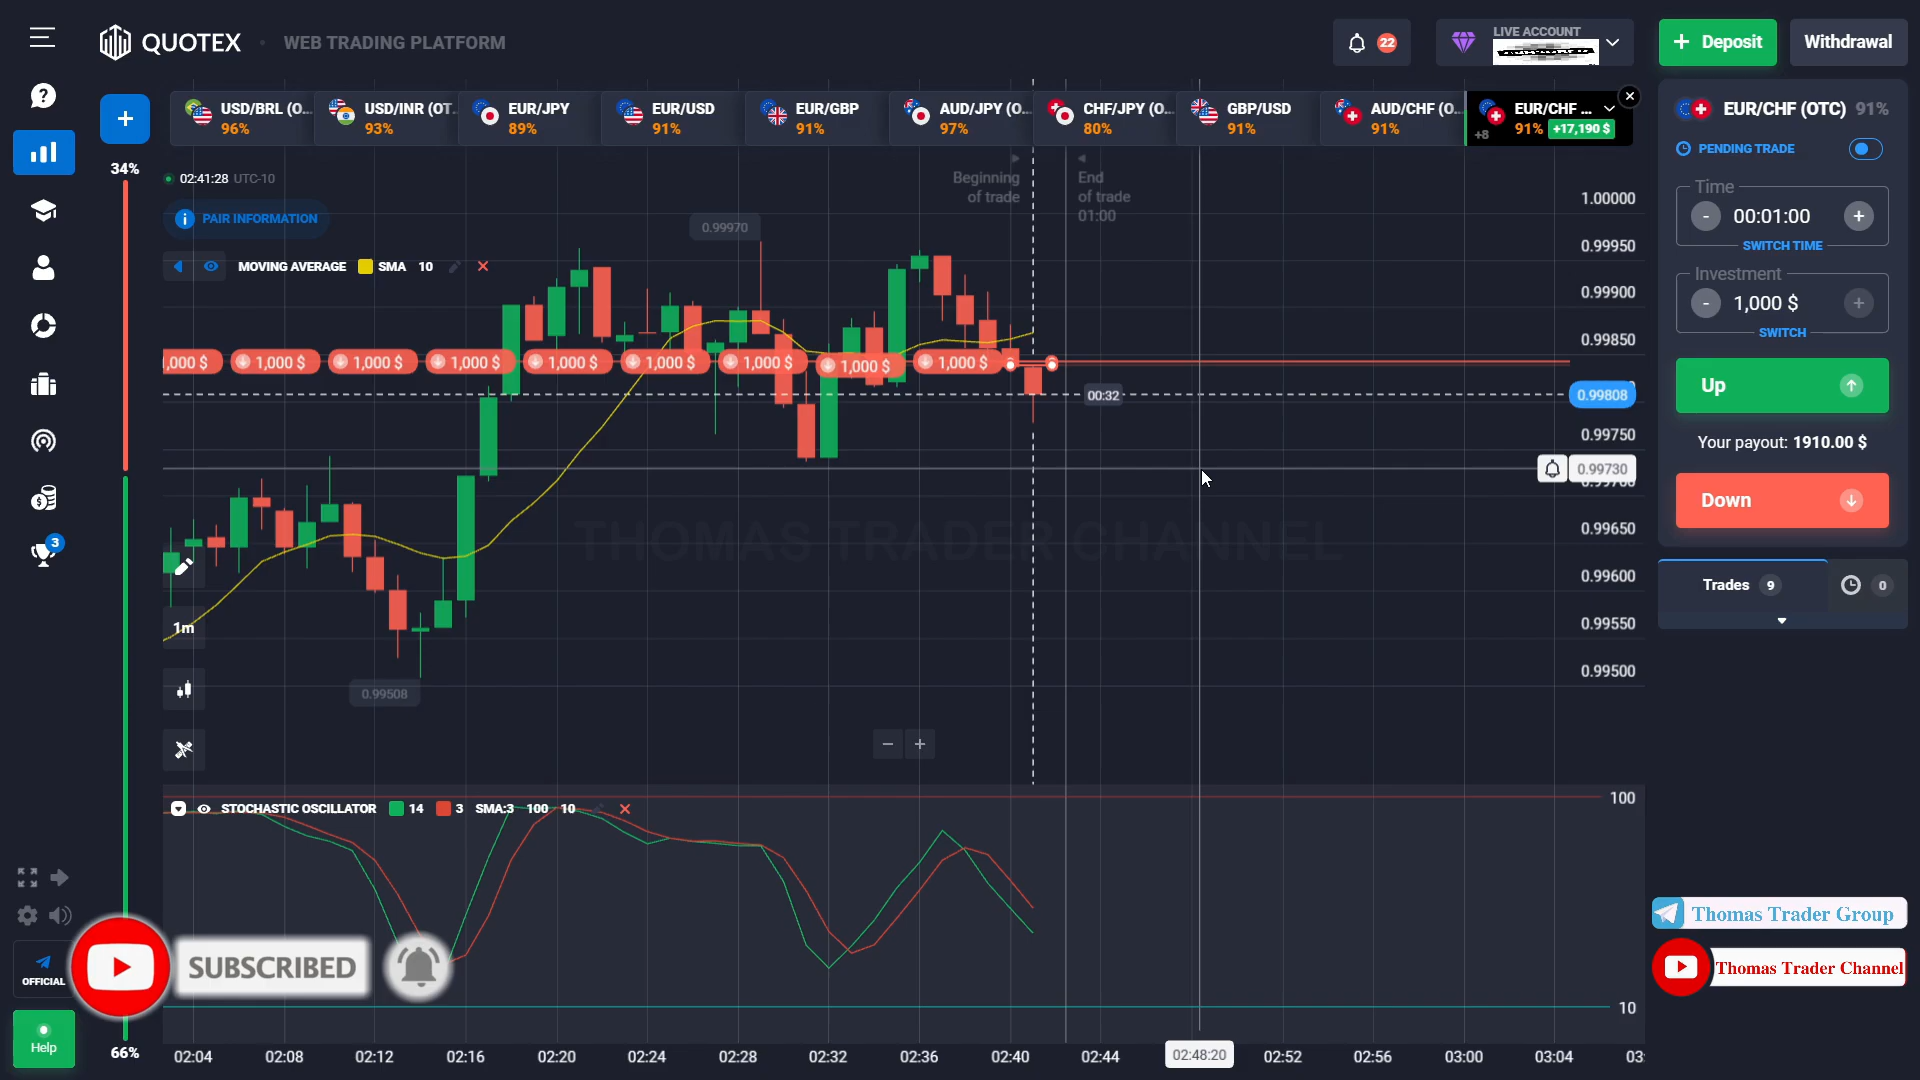 QUOTEX
WEB TRADING PLATFORM
22
LIVE ACCOUNT
+ Deposit
Withdrawal
USD/BRL (O...
96%
USD/INR (OT...
93%
EUR/JPY
89%
EUR/USD
91%
EUR/GBP
91%
AUD/JPY (O...
97%
CHF/JPY (O...
80%
GBP/USD
91%
AUD/CHF (O...
91%
+8
EUR/CHF ...
91% +17,190 $
EUR/CHF (OTC) 91%
PENDING TRADE
Time
- 00:01:00 +
SWITCH TIME
Investment
- 1,000 $ +
SWITCH
Up
Your payout: 1910.00 $
Down
Trades 9
0
34%
02:41:28 UTC-10
PAIR INFORMATION
MOVING AVERAGE SMA 10
Beginning
of trade
End
of trade
01:00
0.99970
,000 $
1,000 $
1,000 $
1,000 $
1,000 $
1,000 $
1,000 $
1,000 $
1,000 $
00:32
0.99508
1.00000
0.99950
0.99900
0.99850
0.99808
0.99750
0.99730
0.99700
0.99650
0.99600
0.99550
0.99500
THOMAS TRADER CHANNEL
1m
3
STOCHASTIC OSCILLATOR 14 3 SMA:3 100 10
100
10
OFFICIAL
SUBSCRIBED
Help
66%
Thomas Trader Group
Thomas Trader Channel
02:04
02:08
02:12
02:16
02:20
02:24
02:28
02:32
02:36
02:40
02:44
02:48:20
02:52
02:56
03:00
03:04
03: